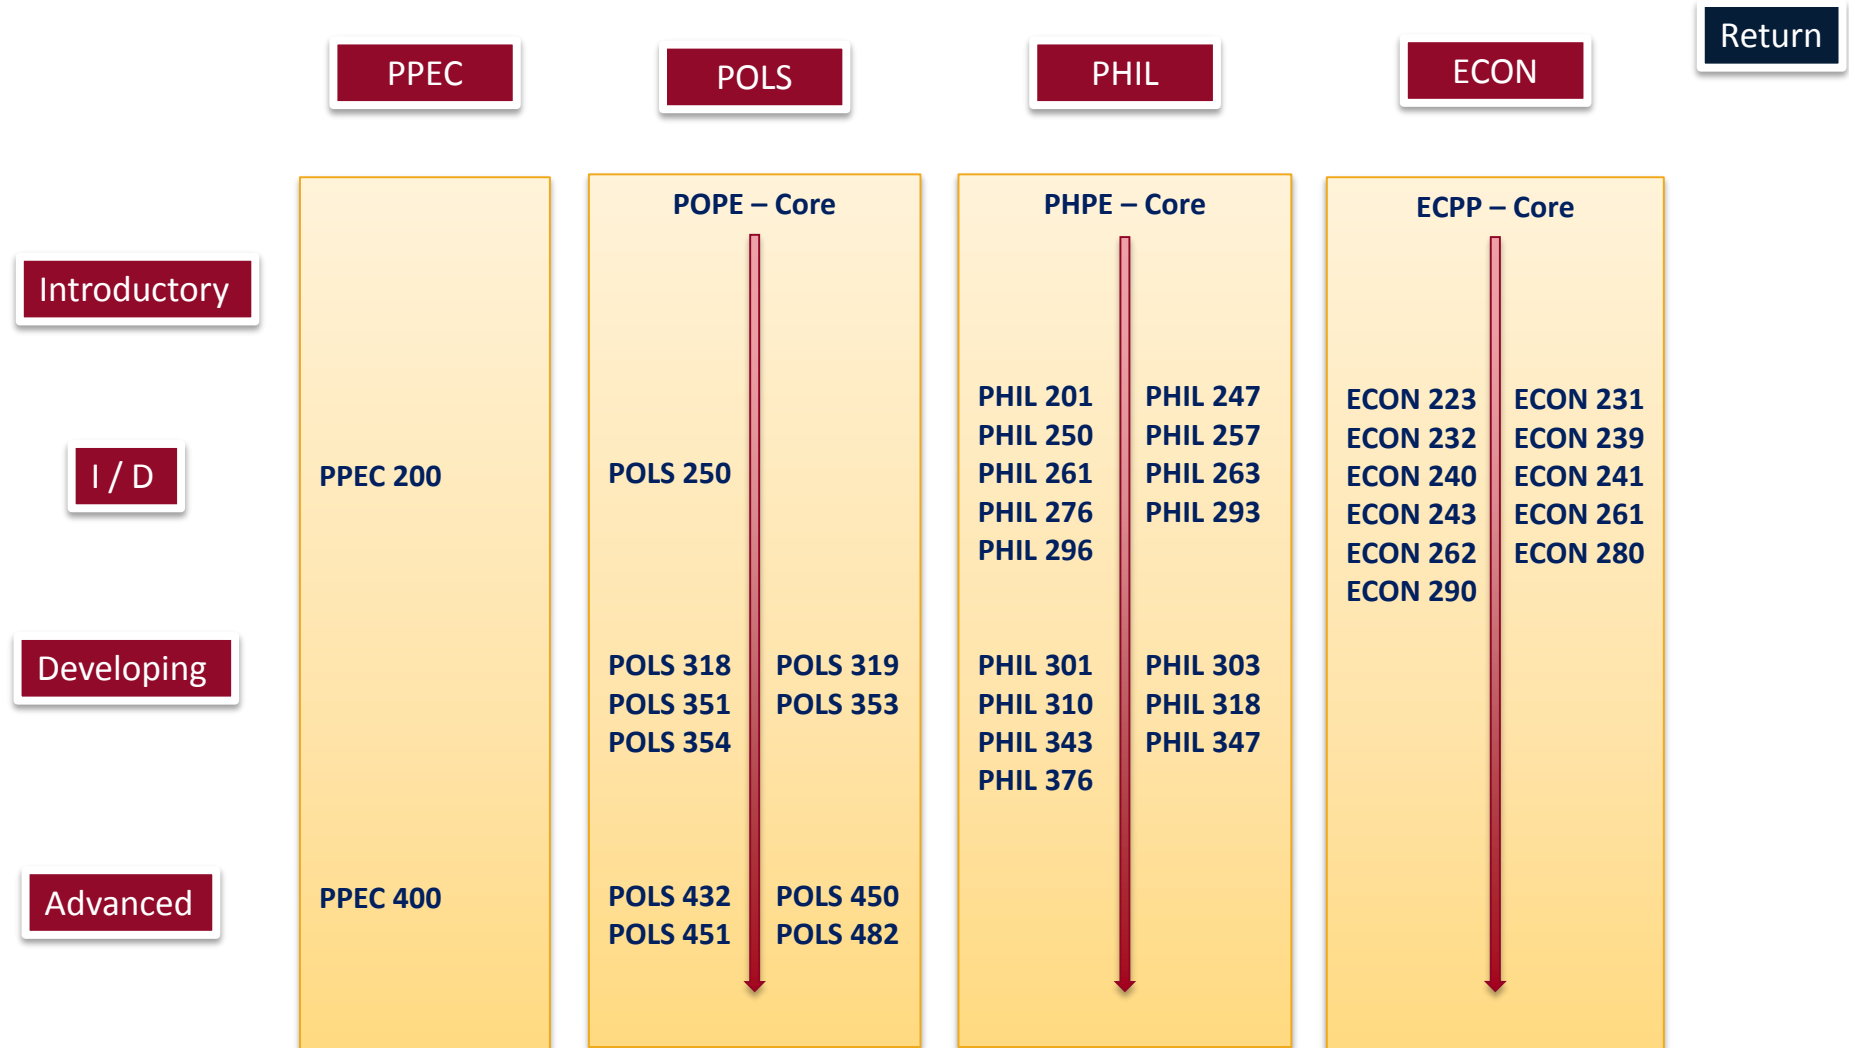 Return
PPEC POLS PHIL ECON
POPE – Core PHPE – Core ECPP – Core
Introductory
I / D
PPEC 200
POLS 250
PHIL 201 PHIL 247
PHIL 250 PHIL 257
PHIL 261 PHIL 263
PHIL 276 PHIL 293
PHIL 296
ECON 223 ECON 231
ECON 232 ECON 239
ECON 240 ECON 241
ECON 243 ECON 261
ECON 262 ECON 280
ECON 290
Developing
POLS 318 POLS 319
POLS 351 POLS 353
POLS 354
PHIL 301 PHIL 303
PHIL 310 PHIL 318
PHIL 343 PHIL 347
PHIL 376
Advanced
PPEC 400
POLS 432 POLS 450
POLS 451 POLS 482